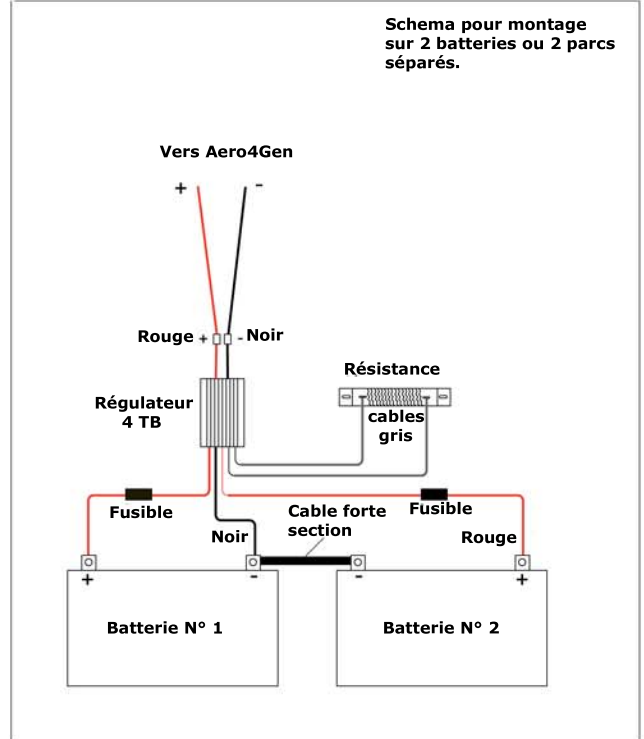 Schema pour montage
sur 2 batteries ou 2 parcs
séparés.
Vers Aero4Gen
+ -
Rouge + - Noir
Résistance
Régulateur
4 TB
cables
gris
Fusible
Cable forte
section
Fusible
Noir
Rouge
+ - - +
Batterie N° 1
Batterie N° 2